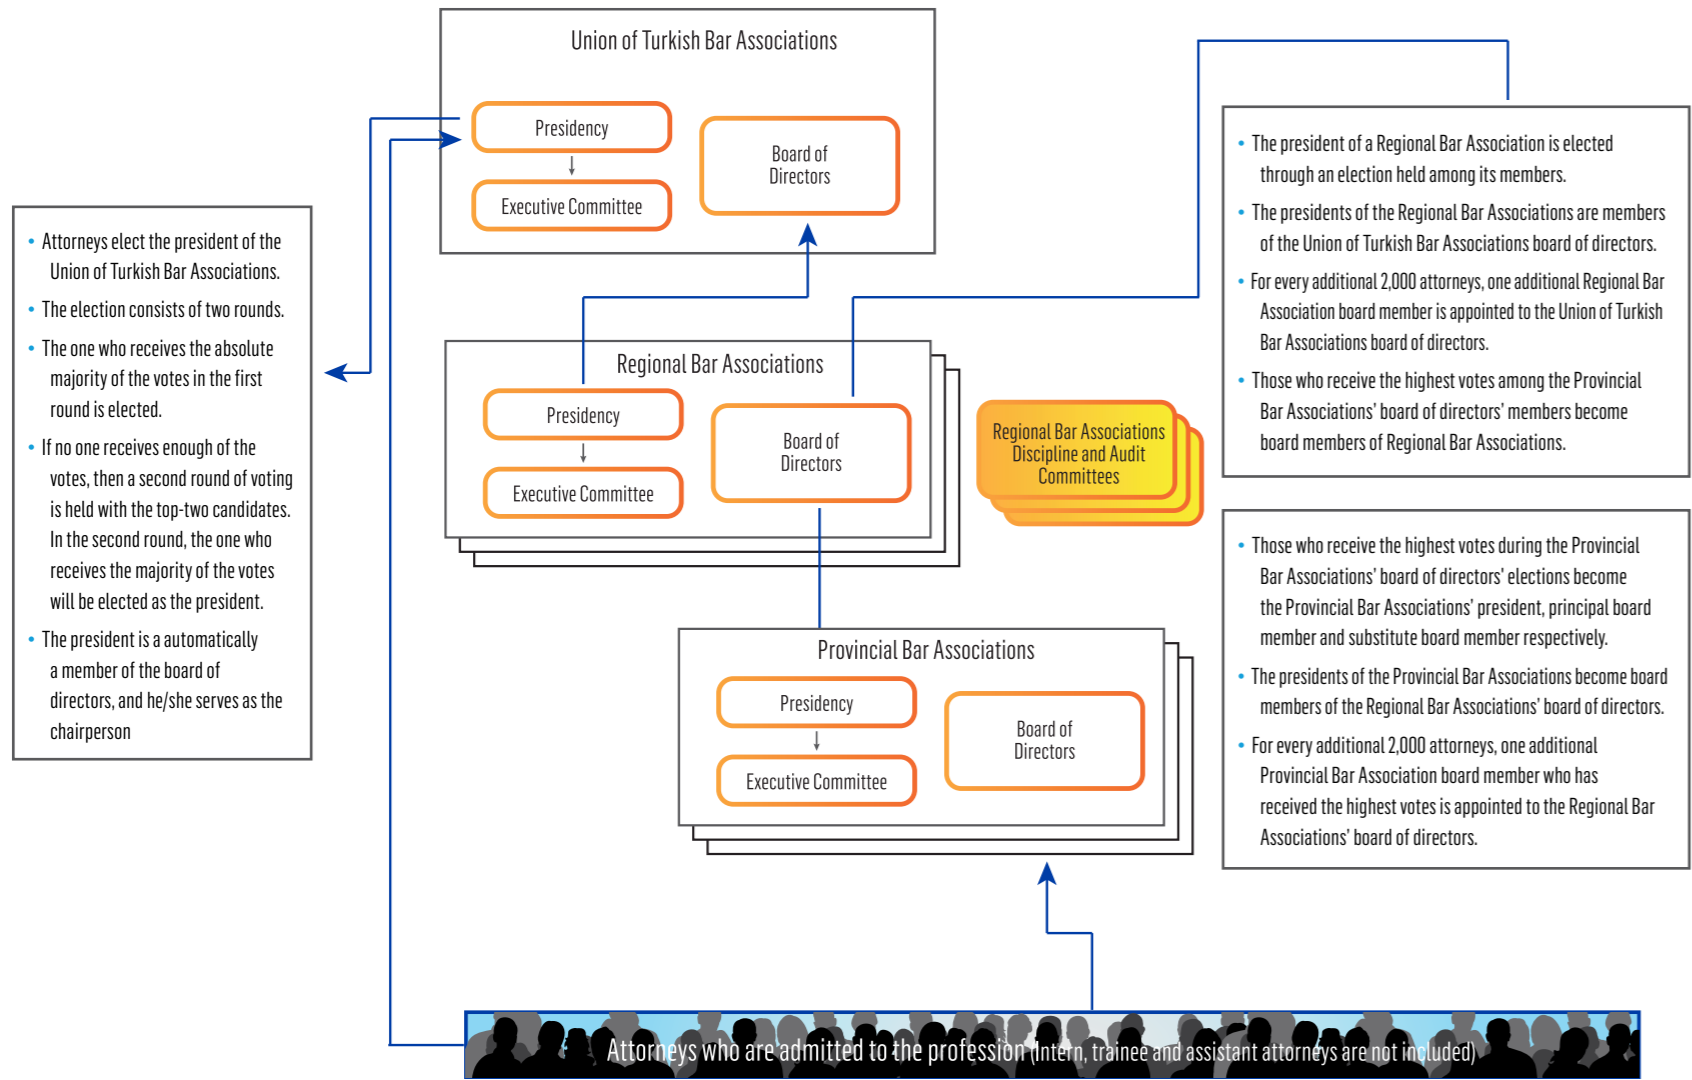 Union of Turkish Bar Associations
Presidency
Executive Committee
Board of
Directors
• Attorneys elect the president of the
Union of Turkish Bar Associations.
• The election consists of two rounds.
• The one who receives the absolute
majority of the votes in the first
round is elected.
• If no one receives enough of the
votes, then a second round of voting
is held with the top-two candidates.
In the second round, the one who
receives the majority of the votes
will be elected as the president.
• The president is a automatically
a member of the board of
directors, and he/she serves as the
chairperson
Regional Bar Associations
Presidency
Executive Committee
Board of
Directors
Regional Bar Associations
Discipline and Audit
Committees
• The president of a Regional Bar Association is elected
through an election held among its members.
• The presidents of the Regional Bar Associations are members
of the Union of Turkish Bar Associations board of directors.
• For every additional 2,000 attorneys, one additional Regional Bar
Association board member is appointed to the Union of Turkish
Bar Associations board of directors.
• Those who receive the highest votes among the Provincial
Bar Associations' board of directors' members become
board members of Regional Bar Associations.
Provincial Bar Associations
Presidency
Executive Committee
Board of
Directors
• Those who receive the highest votes during the Provincial
Bar Associations' board of directors' elections become
the Provincial Bar Associations' president, principal board
member and substitute board member respectively.
• The presidents of the Provincial Bar Associations become board
members of the Regional Bar Associations' board of directors.
• For every additional 2,000 attorneys, one additional
Provincial Bar Association board member who has
received the highest votes is appointed to the Regional Bar
Associations' board of directors.
Attorneys who are admitted to the profession (Intern, trainee and assistant attorneys are not included)